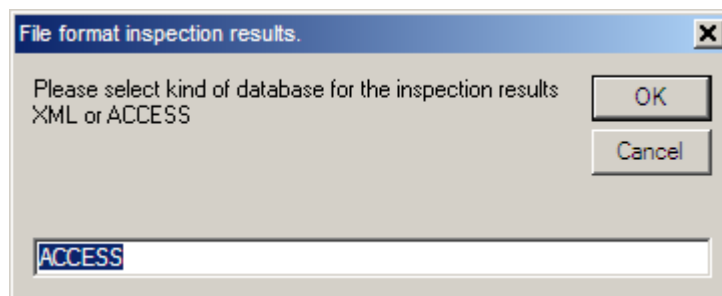 File format inspection results.
Please select kind of database for the inspection results
XML or ACCESS
OK
Cancel
ACCESS